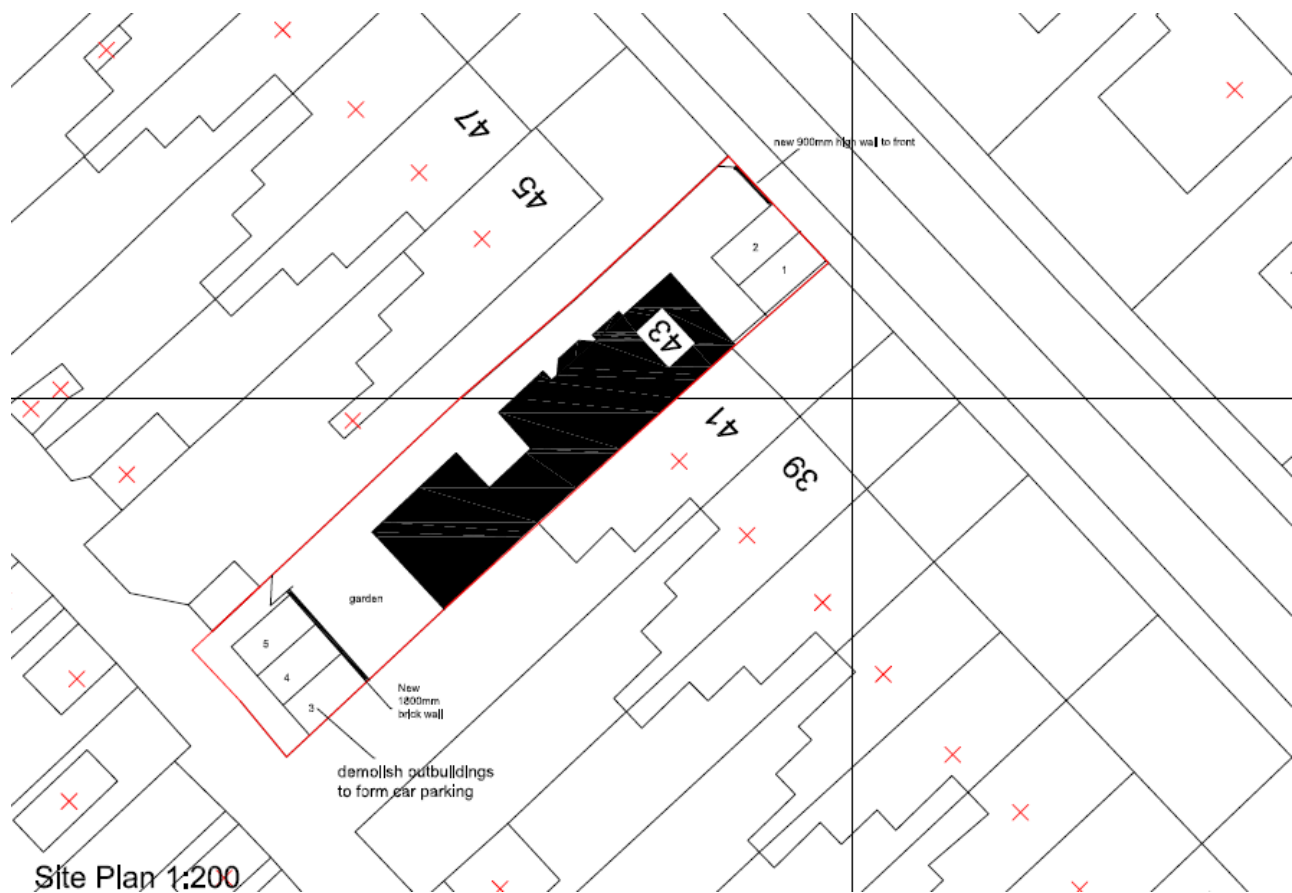 47
new 900mm high wall to front
45
2
1
43
41
39
garden
5
4
3
New
1800mm
brick wall
demolish outbuildings
to form car parking
Site Plan 1:200